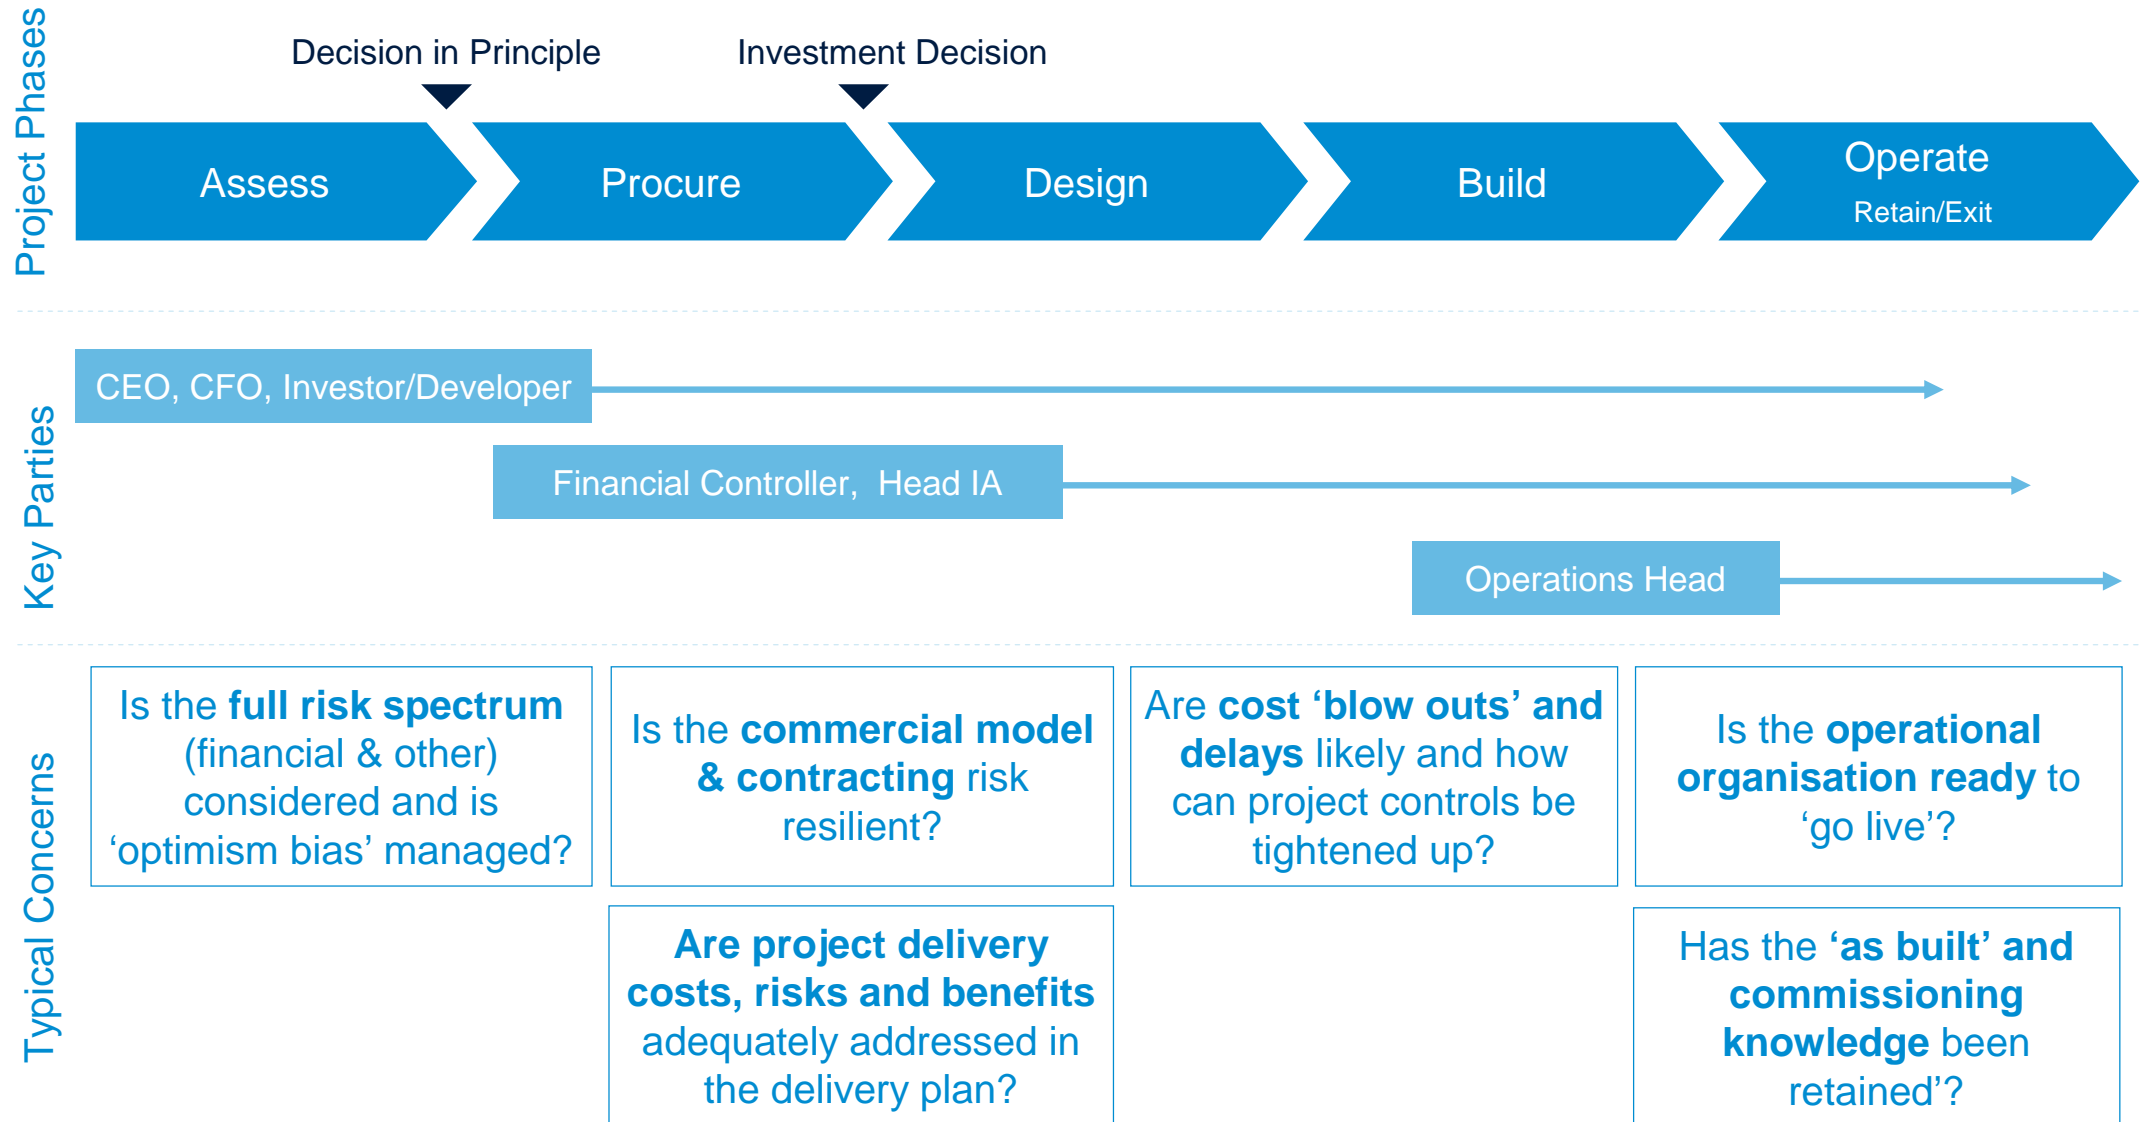 Project Phases
Decision in Principle
Investment Decision
Assess
Procure
Design
Build
Operate
Retain/Exit
Key Parties
CEO, CFO, Investor/Developer
Financial Controller,  Head IA
Operations Head
Typical Concerns
Is the full risk spectrum
(financial & other)
considered and is
‘optimism bias’ managed?
Is the commercial model
& contracting risk
resilient?
Are cost ‘blow outs’ and
delays likely and how
can project controls be
tightened up?
Is the operational
organisation ready to
‘go live’?
Are project delivery
costs, risks and benefits
adequately addressed in
the delivery plan?
Has the ‘as built’ and
commissioning
knowledge been
retained’?